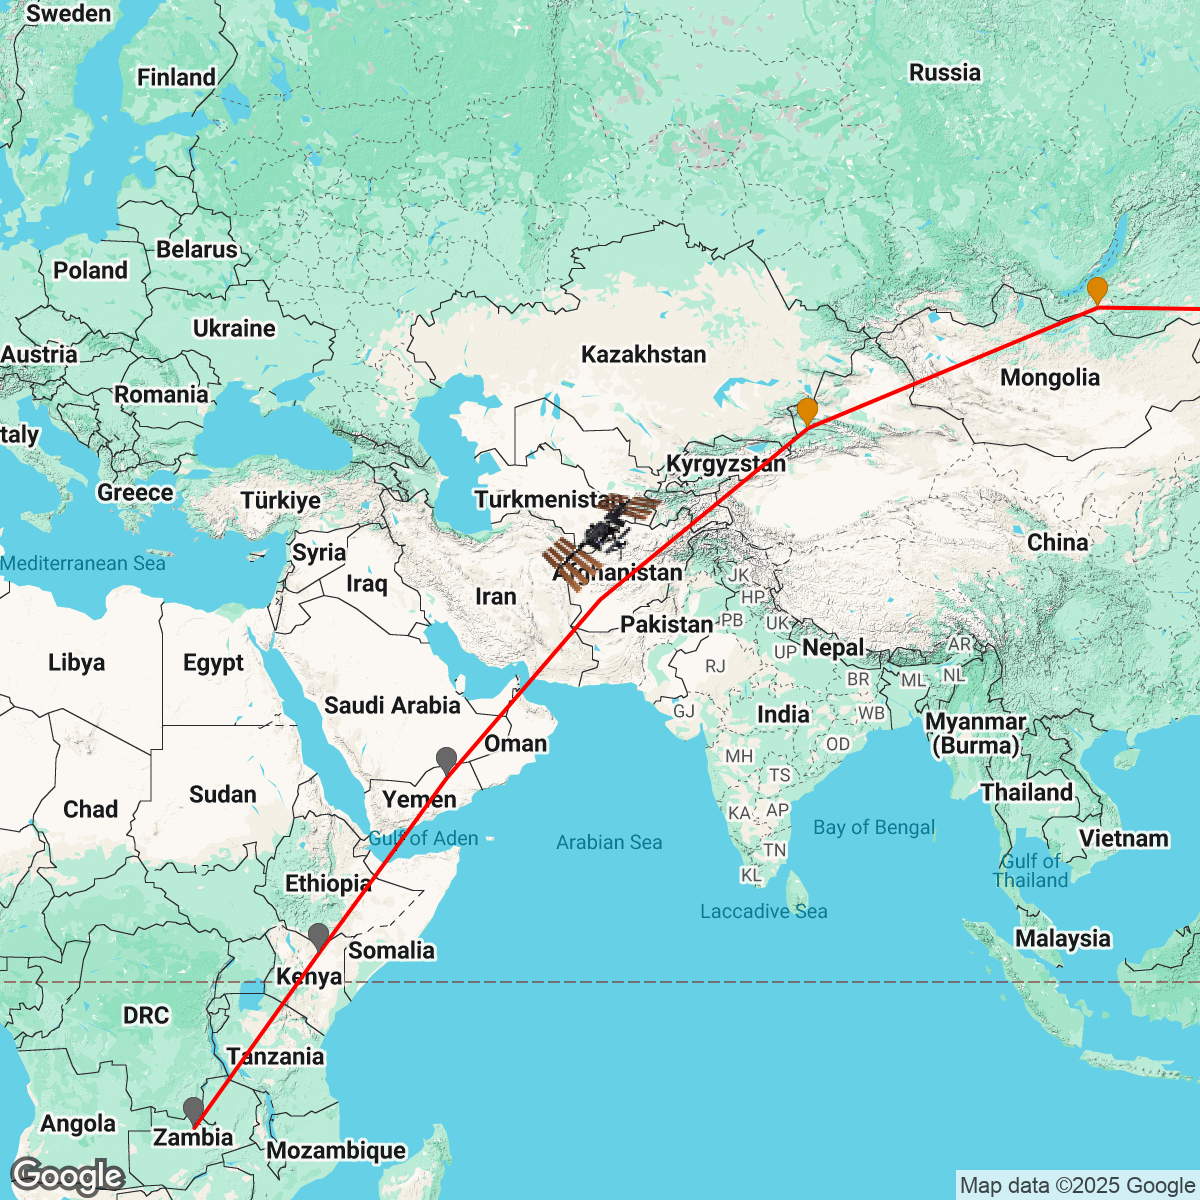 Sweden
Finland
Russia
Belarus
Poland
Ukraine
Austria
Kazakhstan
Mongolia
Romania
taly
Kyrgyzstan
Greece
Türkiye
Turkmenistan
Syria
China
Mediterranean Sea
Iraq
Afghanistan
JK
Iran
HP
Pakistan
PB
UK
Nepal
AR
UP
Libya
Egypt
RJ
BR
ML
NL
Saudi Arabia
GJ
India
WB
Myanmar
(Burma)
Oman
OD
MH
TS
Sudan
Yemen
Thailand
Chad
KA
AP
Bay of Bengal
Gulf of Aden
Arabian Sea
Vietnam
TN
Gulf of
Thailand
KL
Ethiopia
Laccadive Sea
Malaysia
Somalia
Kenya
DRC
Tanzania
Angola
Zambia
Mozambique
Google
Map data ©2025 Google